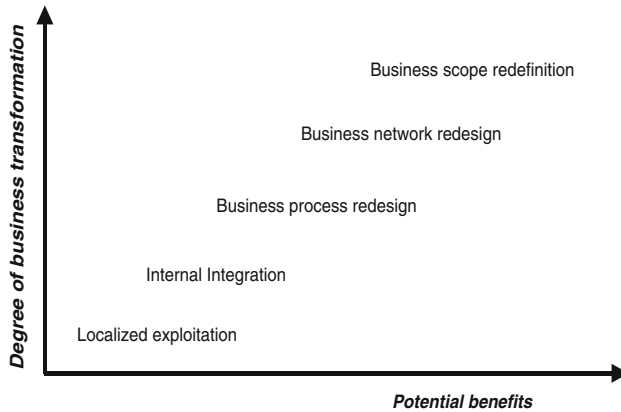 Degree of business transformation
Business scope redefinition
Business network redesign
Business process redesign
Internal Integration
Localized exploitation
Potential benefits